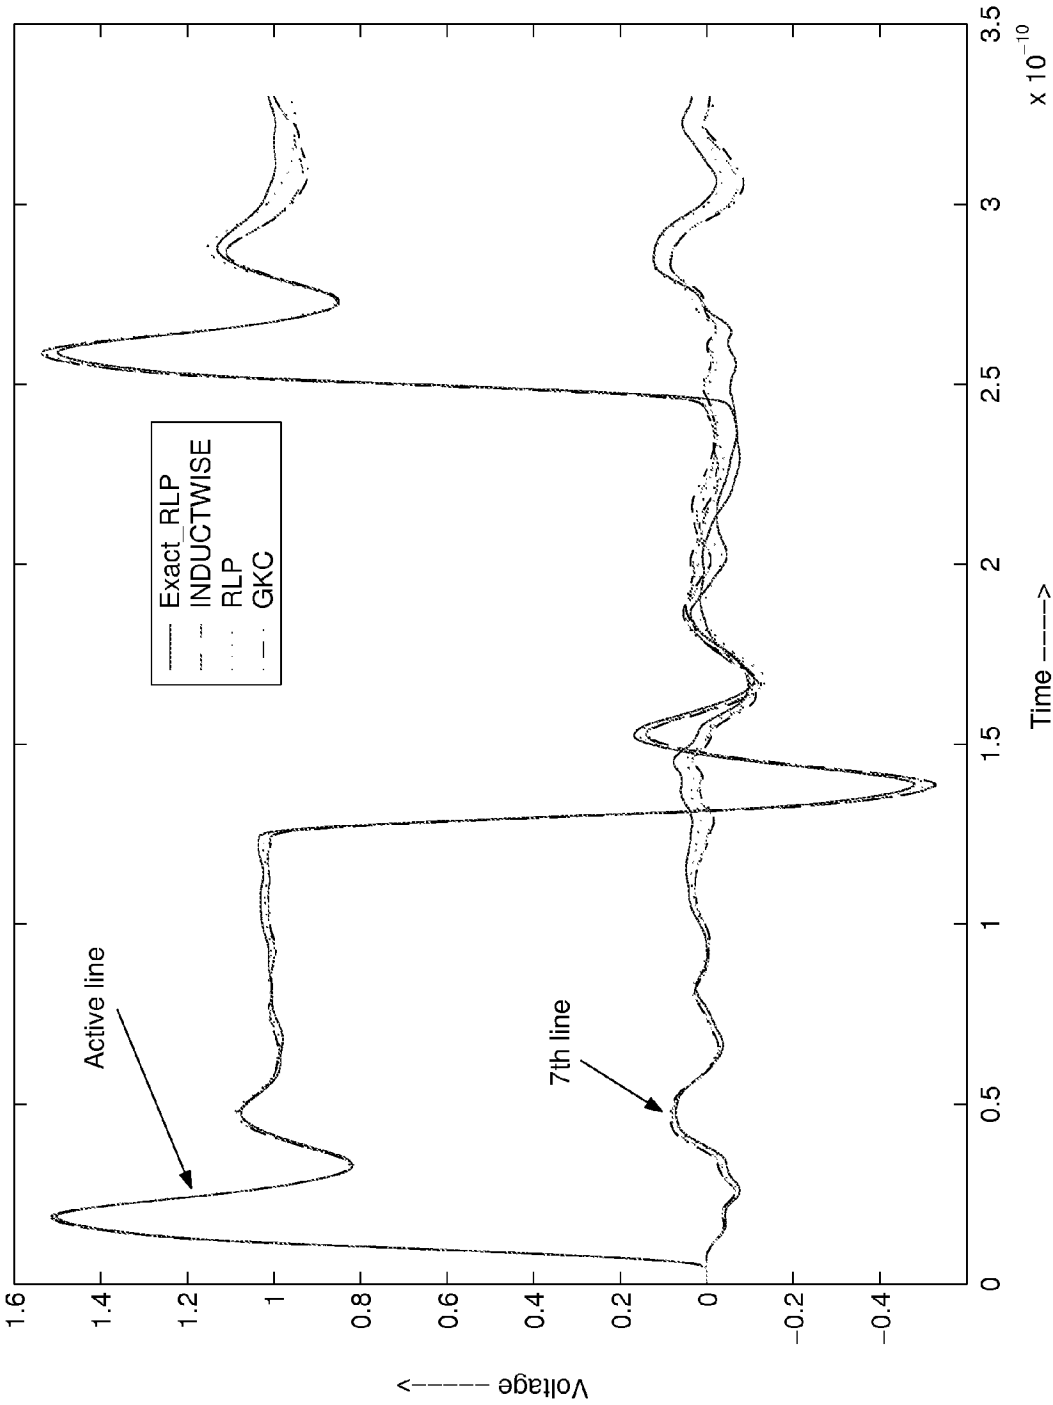 1.6
1.4
1.2
1
0.8
0.6
0.4
0.2
0
−0.2
−0.4
Voltage −−−−−>
0
0.5
1
1.5
2
2.5
3
3.5
x 10⁻¹⁰
Time −−−−>
Active line
7th line
Exact_RLP
INDUCTWISE
RLP
GKC